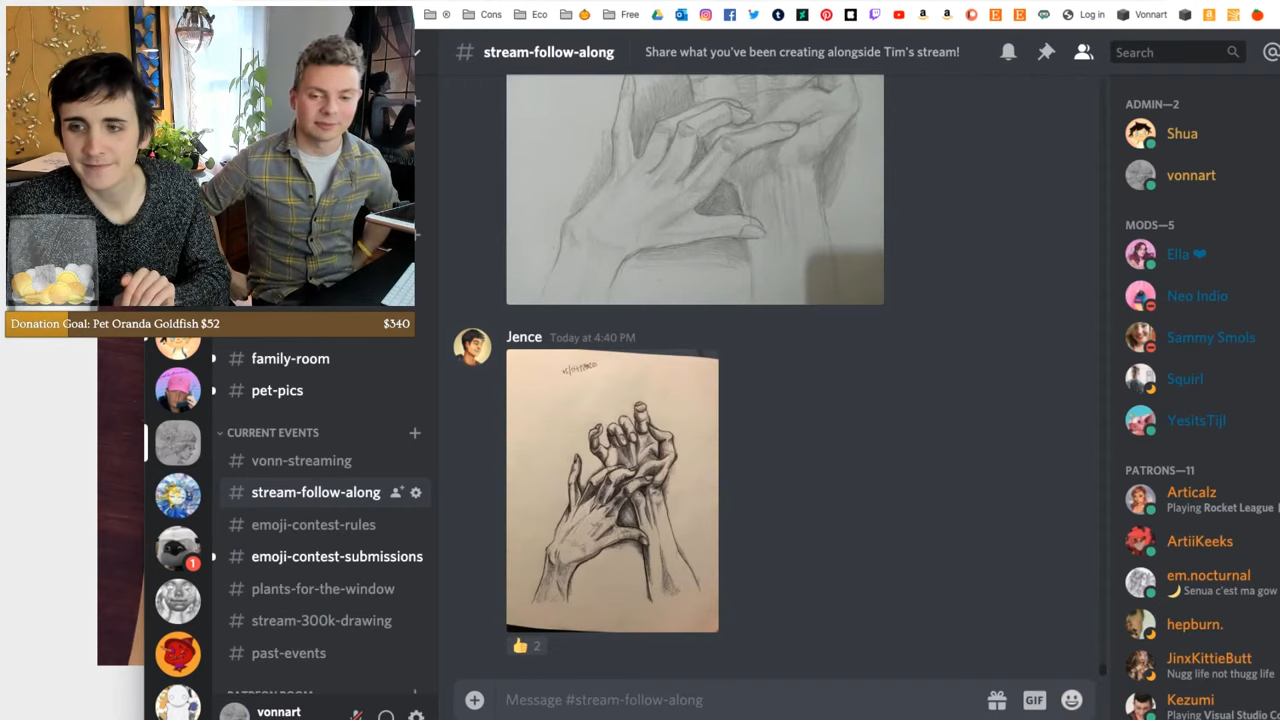 Cons
Eco
Free
Log in
Vonnart
stream-follow-along
Share what you've been creating alongside Tim's stream!
Search
Donation Goal: Pet Oranda Goldfish $52
$340
family-room
pet-pics
CURRENT EVENTS
vonn-streaming
stream-follow-along
emoji-contest-rules
emoji-contest-submissions
1
plants-for-the-window
stream-300k-drawing
past-events
vonnart
Jence Today at 4:40 PM
2
Message #stream-follow-along
GIF
ADMIN—2
Shua
vonnart
MODS—5
Ella
Neo Indio
Sammy Smols
Squirl
YesitsTijl
PATRONS—11
Articalz
Playing Rocket League
ArtiiKeeks
em.nocturnal
Senua c'est ma gow
hepburn.
JinxKittieButt
Nugg life not thugg life
Kezumi
Playing Visual Studio Co